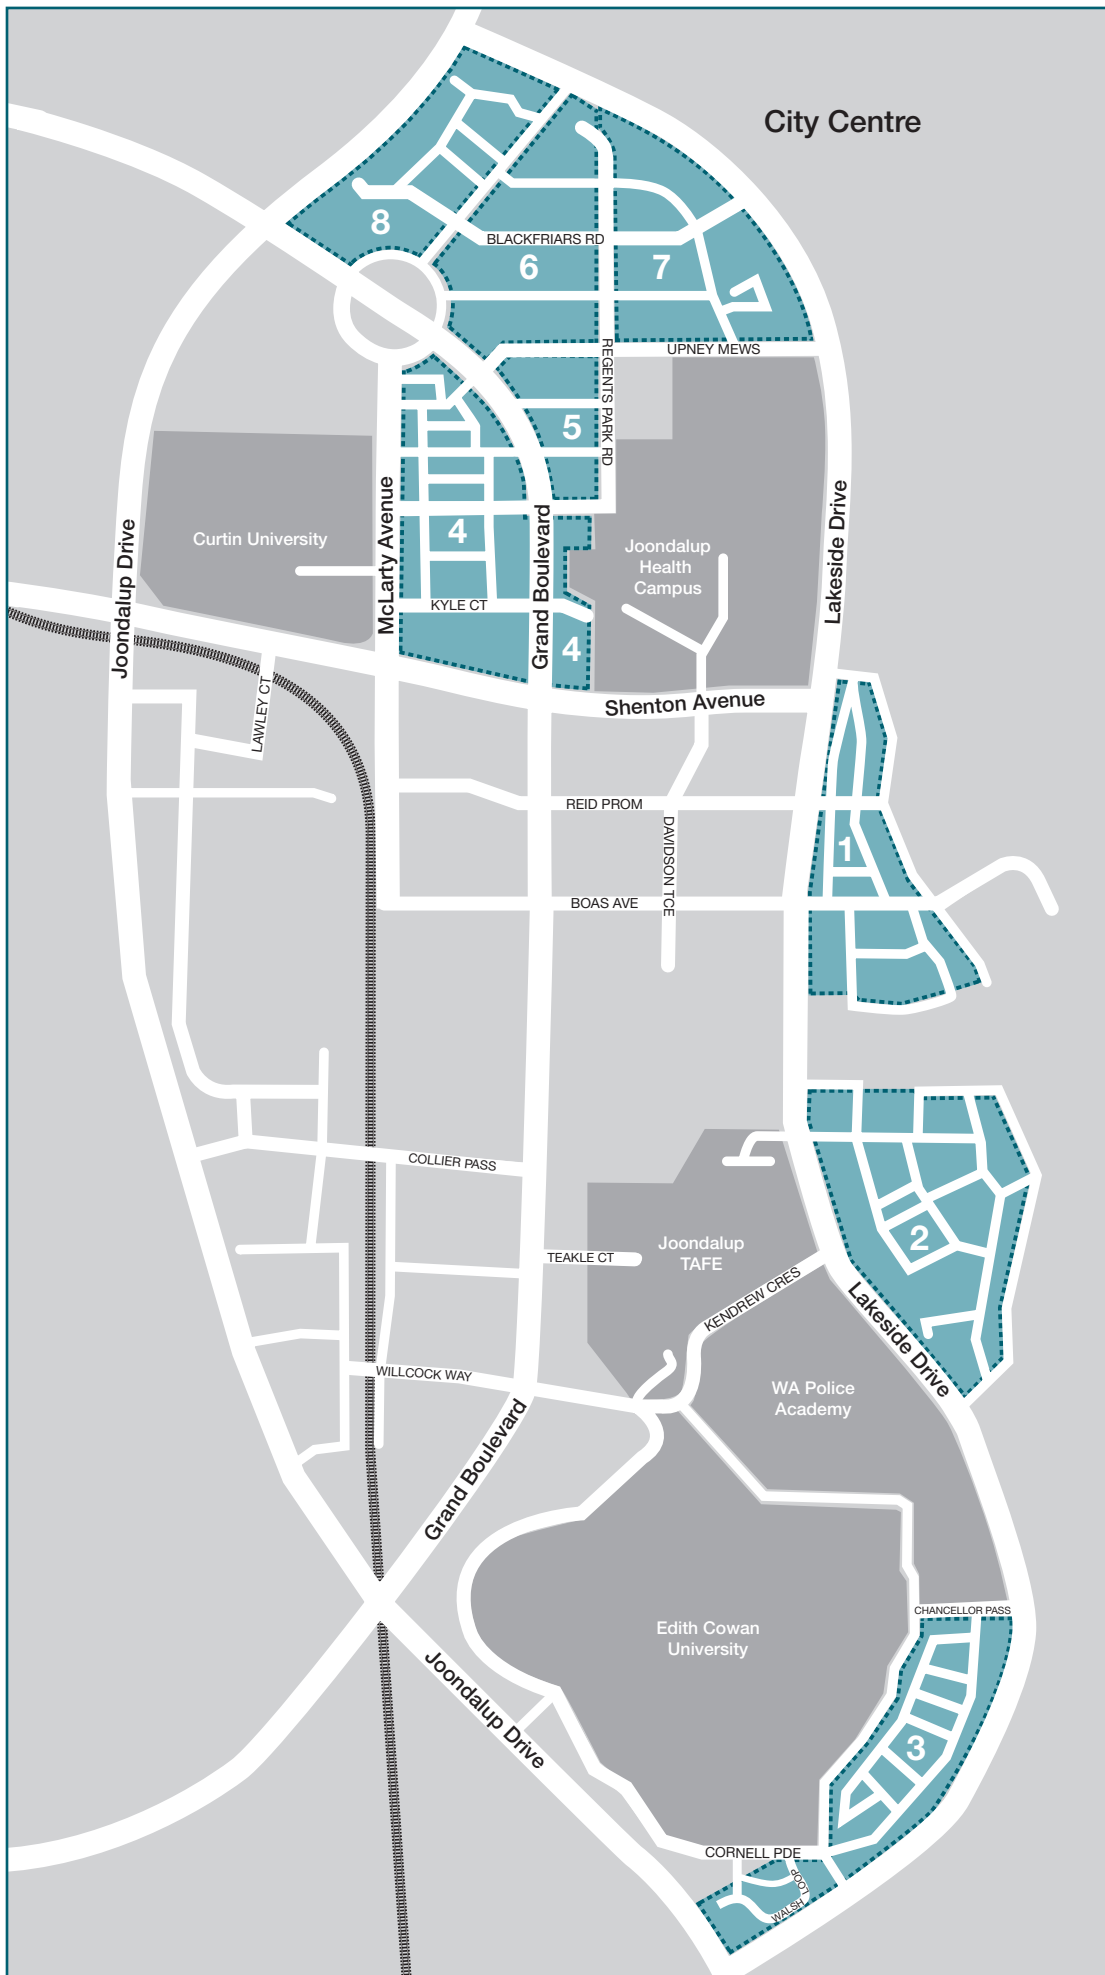 City Centre
8
BLACKFRIARS RD
6
7
REGENTS PARK RD
UPNEY MEWS
5
McLarty Avenue
Curtin University
Joondalup Drive
4
Grand Boulevard
Joondalup
Health
Campus
Lakeside Drive
KYLE CT
4
LAWLEY CT
Shenton Avenue
REID PROM
DAVIDSON TCE
1
BOAS AVE
COLLIER PASS
TEAKLE CT
Joondalup
TAFE
2
KENDREW CRES
Lakeside Drive
WILLCOCK WAY
WA Police
Academy
Grand Boulevard
CHANCELLOR PASS
Edith Cowan
University
Joondalup Drive
3
CORNELL PDE
WALSH
LOOP